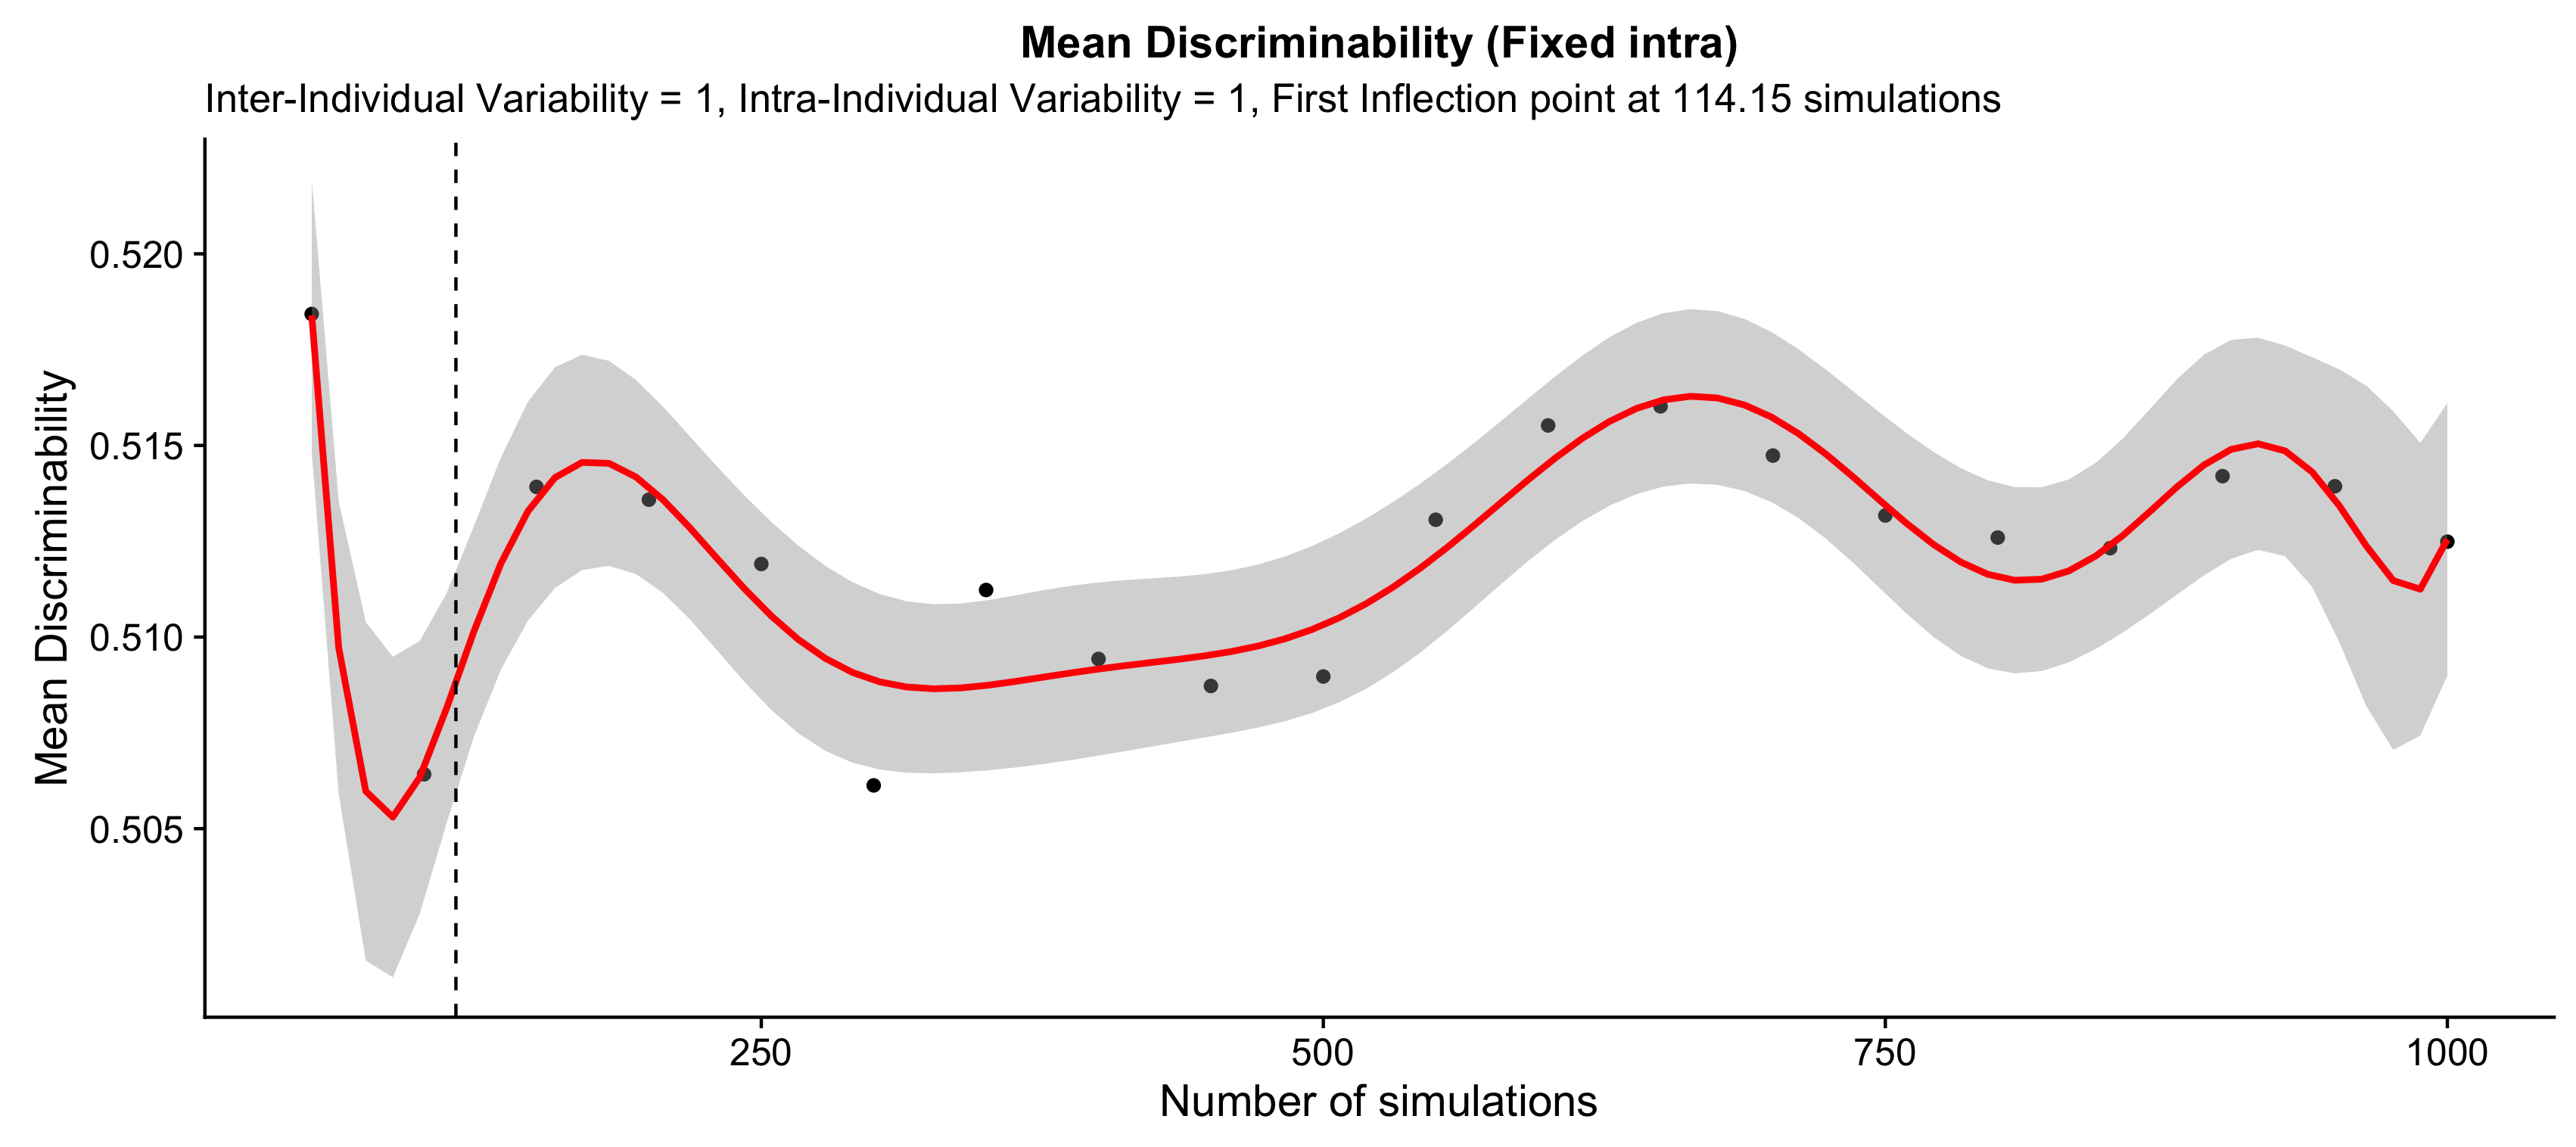 Mean Discriminability (Fixed intra)
Inter-Individual Variability = 1, Intra-Individual Variability = 1, First Inflection point at 114.15 simulations
Mean Discriminability
0.520
0.515
0.510
0.505
250
500
750
1000
Number of simulations